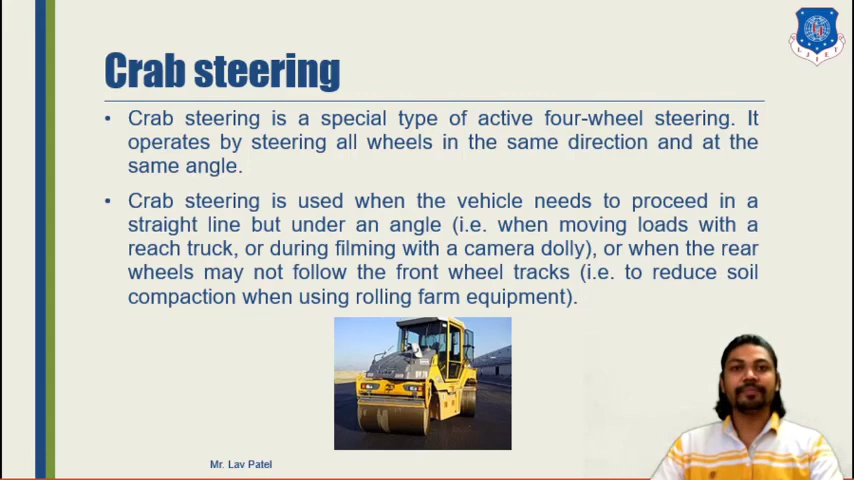 Crab steering
• Crab steering is a special type of active four-wheel steering. It
operates by steering all wheels in the same direction and at the
same angle.
• Crab steering is used when the vehicle needs to proceed in a
straight line but under an angle (i.e. when moving loads with a
reach truck, or during filming with a camera dolly), or when the rear
wheels may not follow the front wheel tracks (i.e. to reduce soil
compaction when using rolling farm equipment).
Mr. Lav Patel